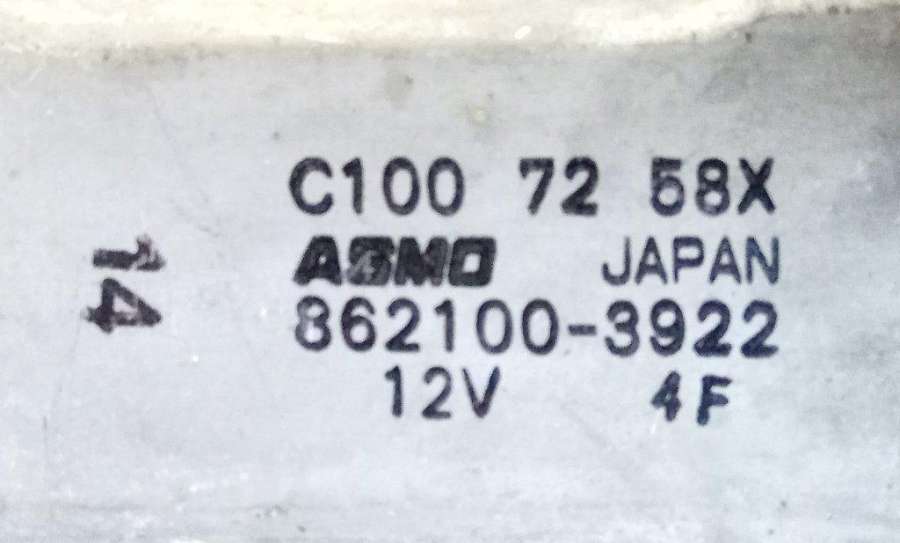 C100 72 58X
ASMO JAPAN
862100-3922
12V 4F
14